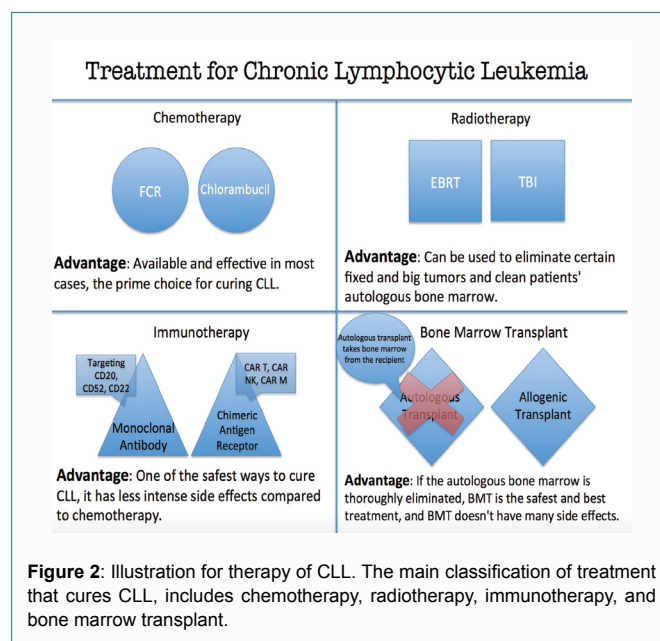 Treatment for Chronic Lymphocytic Leukemia
Chemotherapy
FCR
Chlorambucil
Advantage: Available and effective in most
cases, the prime choice for curing CLL.
Radiotherapy
EBRT
TBI
Advantage: Can be used to eliminate certain
fixed and big tumors and clean patients'
autologous bone marrow.
Immunotherapy
Targeting
CD20,
CD52, CD22
Monoclonal
Antibody
CAR T, CAR
NK, CAR M
Chimeric
Antigen
Receptor
Advantage: One of the safest ways to cure
CLL, it has less intense side effects compared
to chemotherapy.
Bone Marrow Transplant
Autologous transplant
takes bone marrow
from the recipient
Autologous
Transplant
Allogenic
Transplant
Advantage: If the autologous bone marrow is
thoroughly eliminated, BMT is the safest and best
treatment, and BMT doesn't have many side effects.
Figure 2: Illustration for therapy of CLL. The main classification of treatment
that cures CLL, includes chemotherapy, radiotherapy, immunotherapy, and
bone marrow transplant.